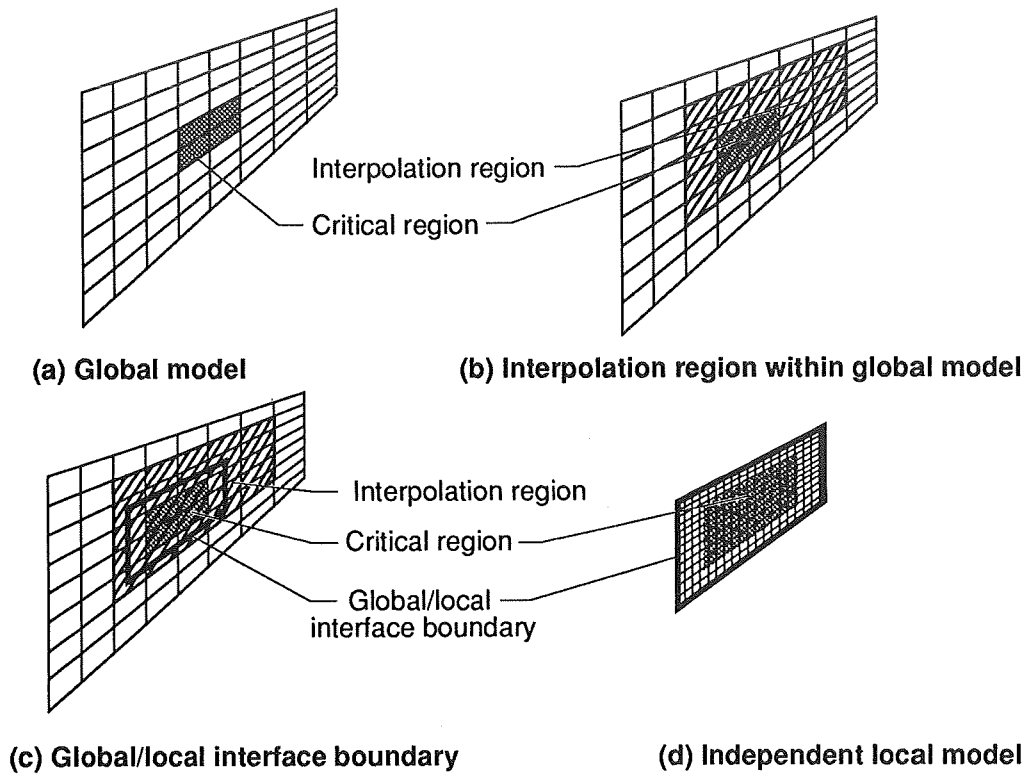 Interpolation region
Critical region
(a) Global model
(b) Interpolation region within global model
Interpolation region
Critical region
Global/local
interface boundary
(c) Global/local interface boundary
(d) Independent local model